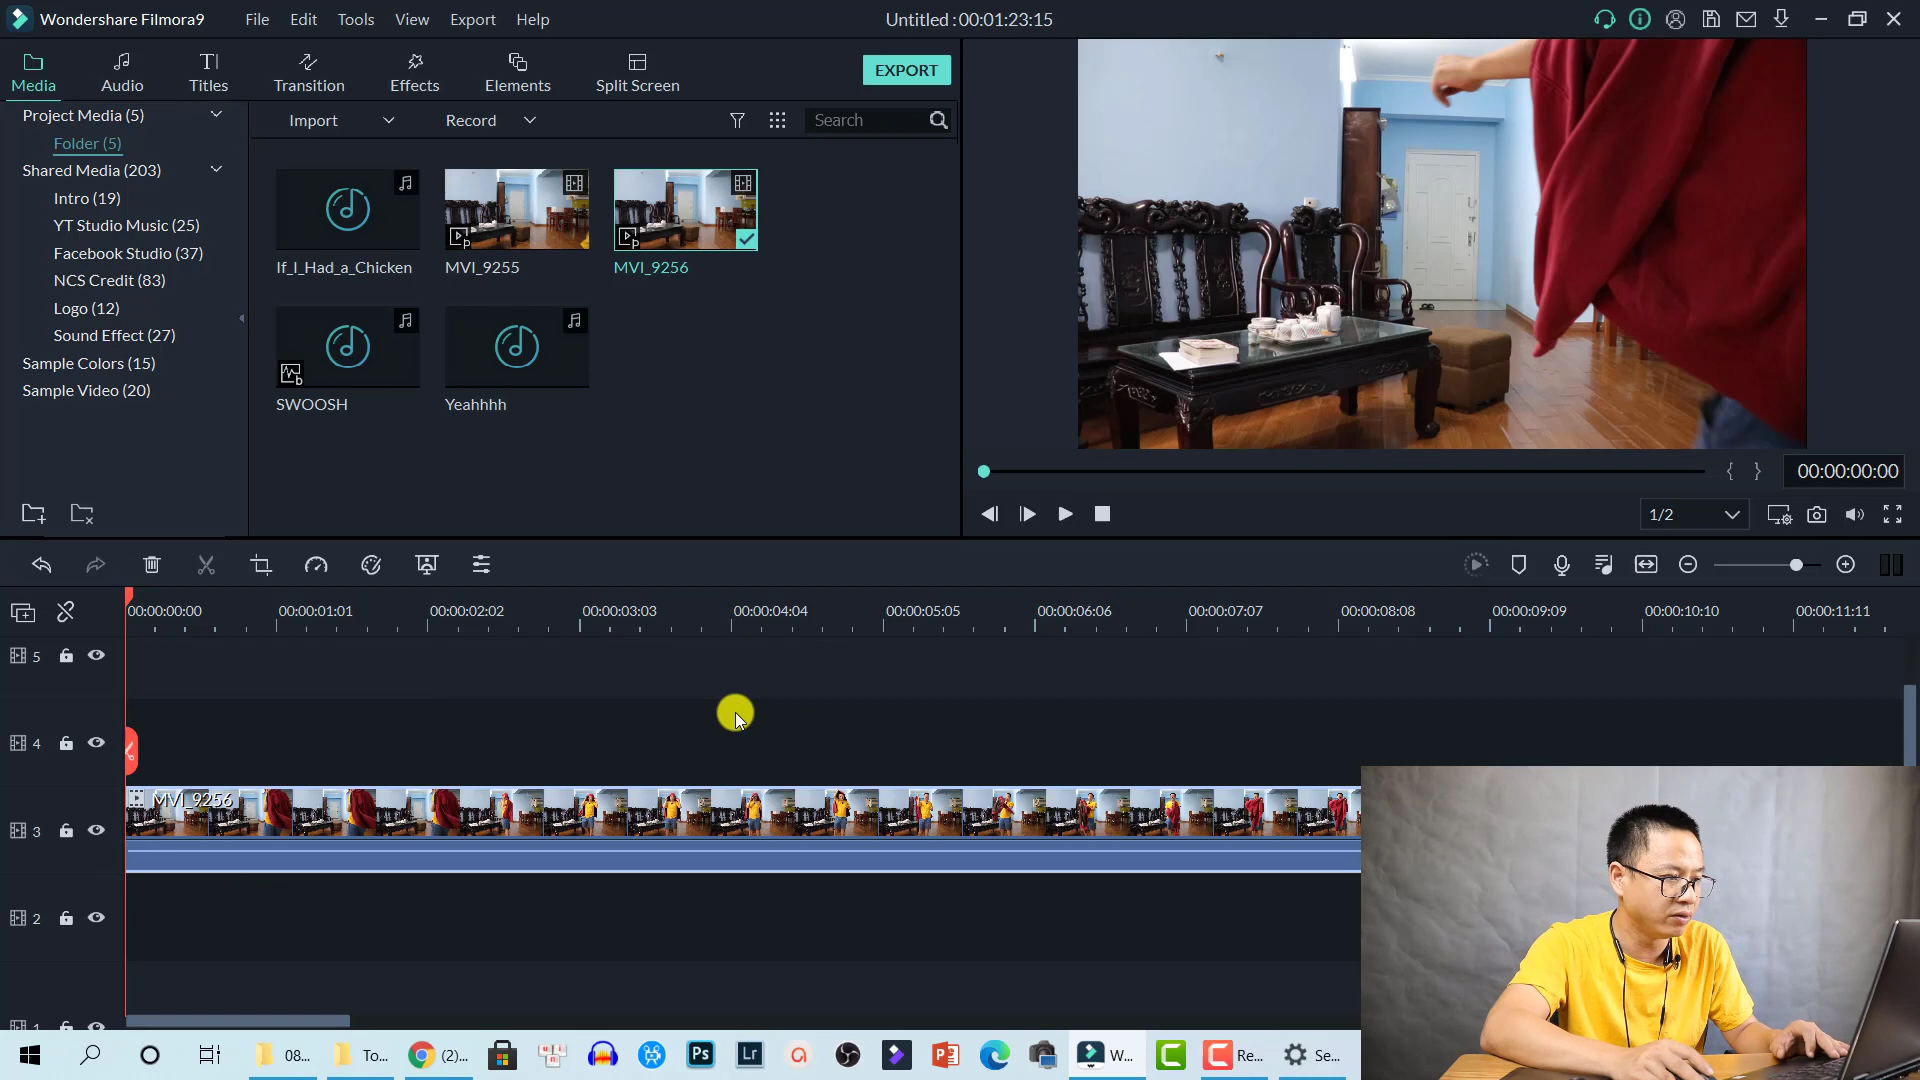 Wondershare Filmora9
File Edit Tools View Export Help
Untitled : 00:01:23:15
Media Audio Titles Transition Effects Elements Split Screen
EXPORT
Project Media (5)
Folder (5)
Shared Media (203)
Intro (19)
YT Studio Music (25)
Facebook Studio (37)
NCS Credit (83)
Logo (12)
Sound Effect (27)
Sample Colors (15)
Sample Video (20)
Import Record Search
If_I_Had_a_Chicken MVI_9255 MVI_9256
SWOOSH Yeahhhh
{ } 00:00:00:00
1/2
00:00:00:00 00:00:01:01 00:00:02:02 00:00:03:03 00:00:04:04 00:00:05:05 00:00:06:06 00:00:07:07 00:00:08:08 00:00:09:09 00:00:10:10 00:00:11:11
5
4
MVI_9256
3
2
1
08... To... (2)... Ps Lr W... Re... Se...